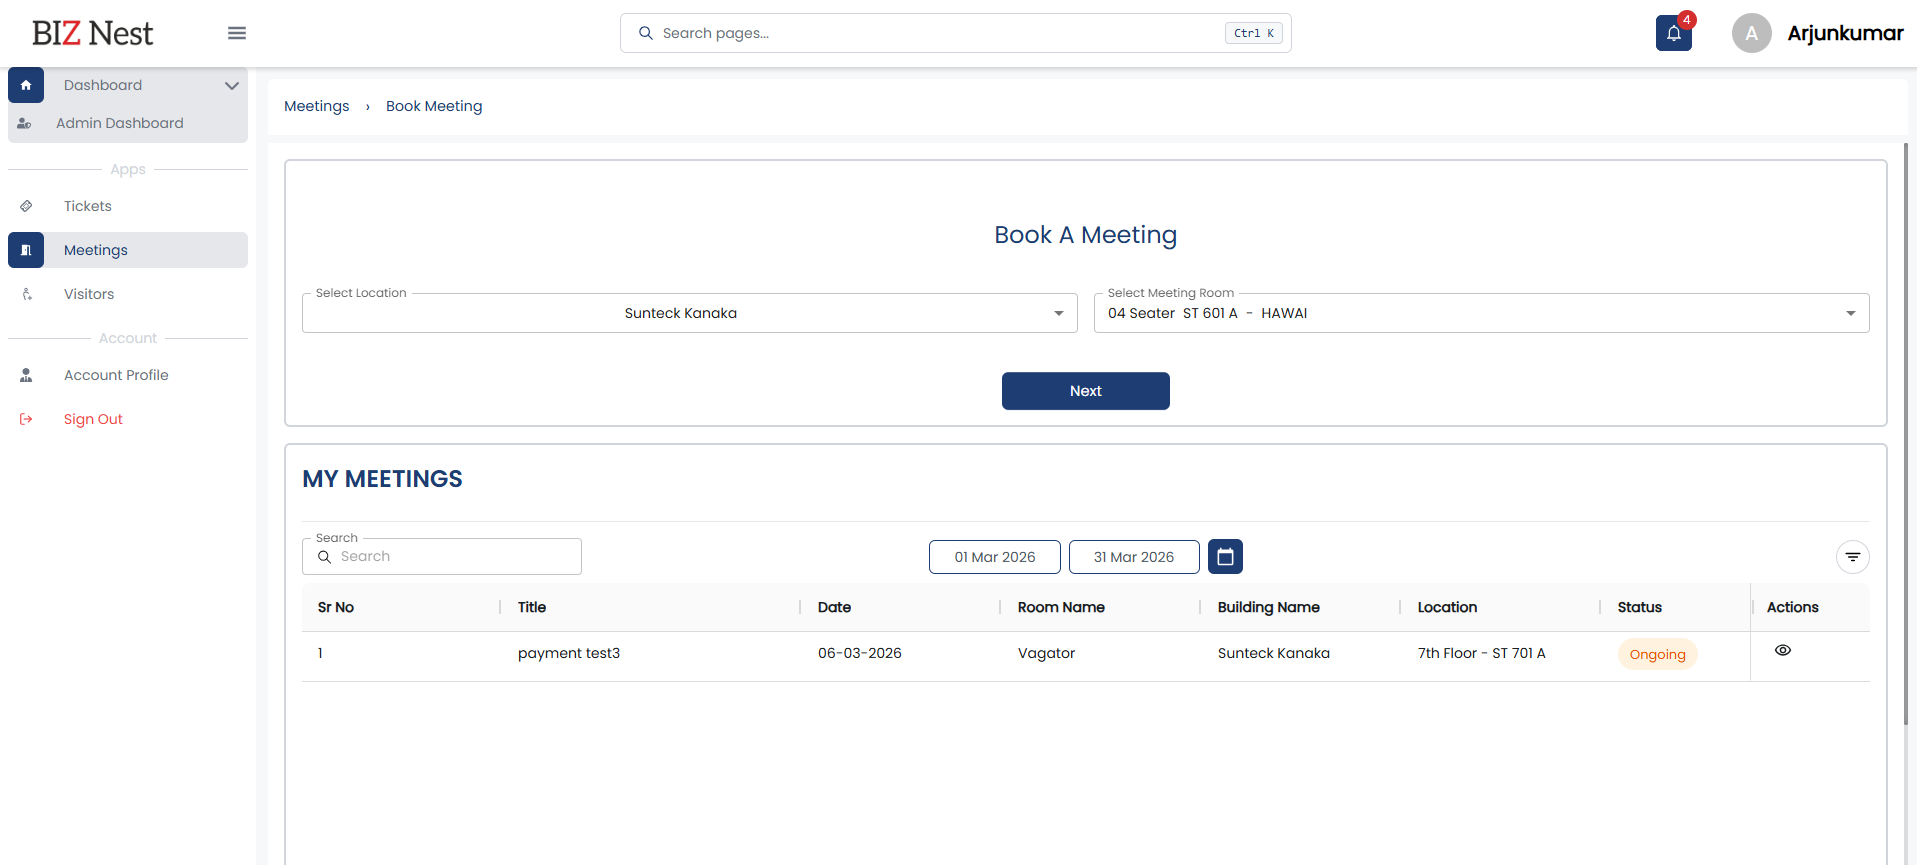 BIZ Nest
Search pages...
Ctrl K
4
A
Arjunkumar
Dashboard
Admin Dashboard
Apps
Tickets
Meetings
Visitors
Account
Account Profile
Sign Out
Meetings › Book Meeting
Book A Meeting
Select Location
Sunteck Kanaka
Select Meeting Room
04 Seater ST 601 A - HAWAI
Next
MY MEETINGS
Search
Search
01 Mar 2026
31 Mar 2026
Sr No Title Date Room Name Building Name Location Status Actions
1 payment test3 06-03-2026 Vagator Sunteck Kanaka 7th Floor - ST 701 A Ongoing